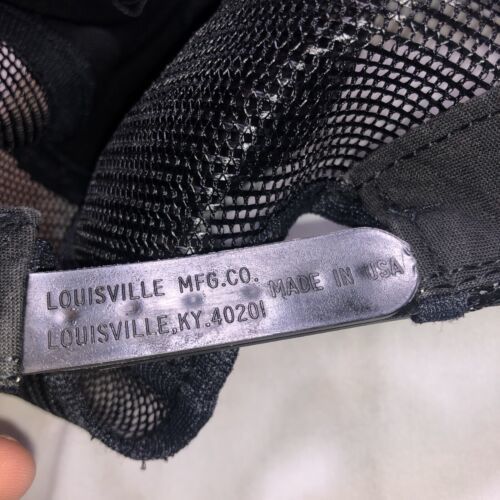 LOUISVILLE MFG.CO.
LOUISVILLE,KY.40201
MADE IN USA